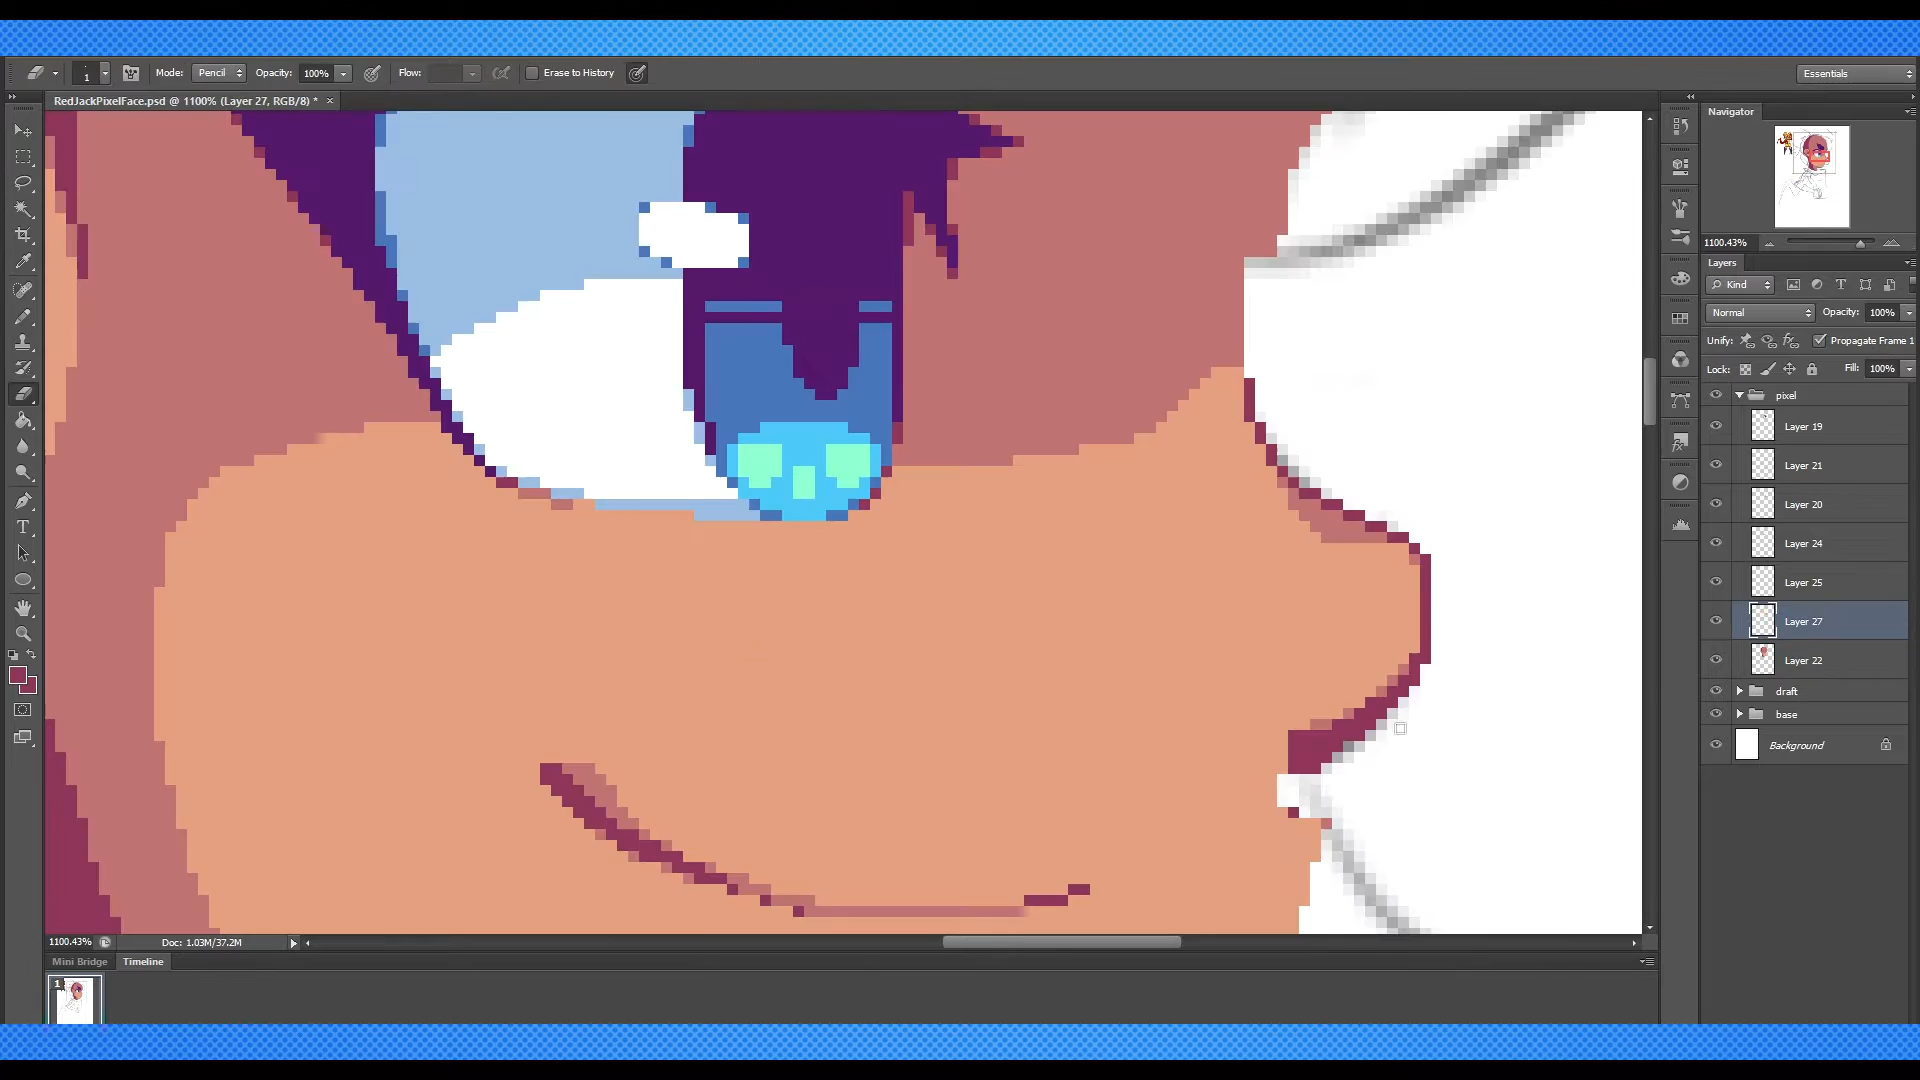 1 Mode: Pencil Opacity: 100% Flow: Erase to History Essentials
RedJackPixelFace.psd @ 1100% (Layer 27, RGB/8) * ×
Navigator
1100.43%
Layers
Kind T
Normal Opacity: 100%
Unify: Propagate Frame 1
Lock: Fill: 100%
pixel
Layer 19
Layer 21
Layer 20
Layer 24
Layer 25
Layer 27
Layer 22
draft
base
Background
1100.43% Doc: 1.03M/37.2M
Mini Bridge Timeline
1